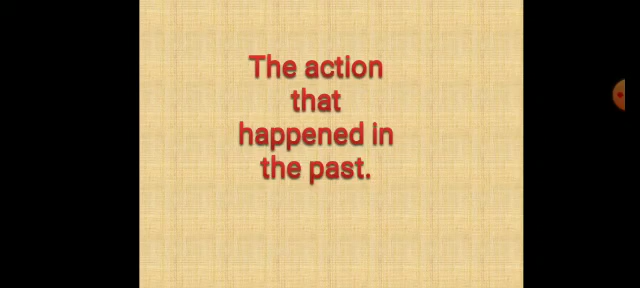 The action
that
happened in
the past.